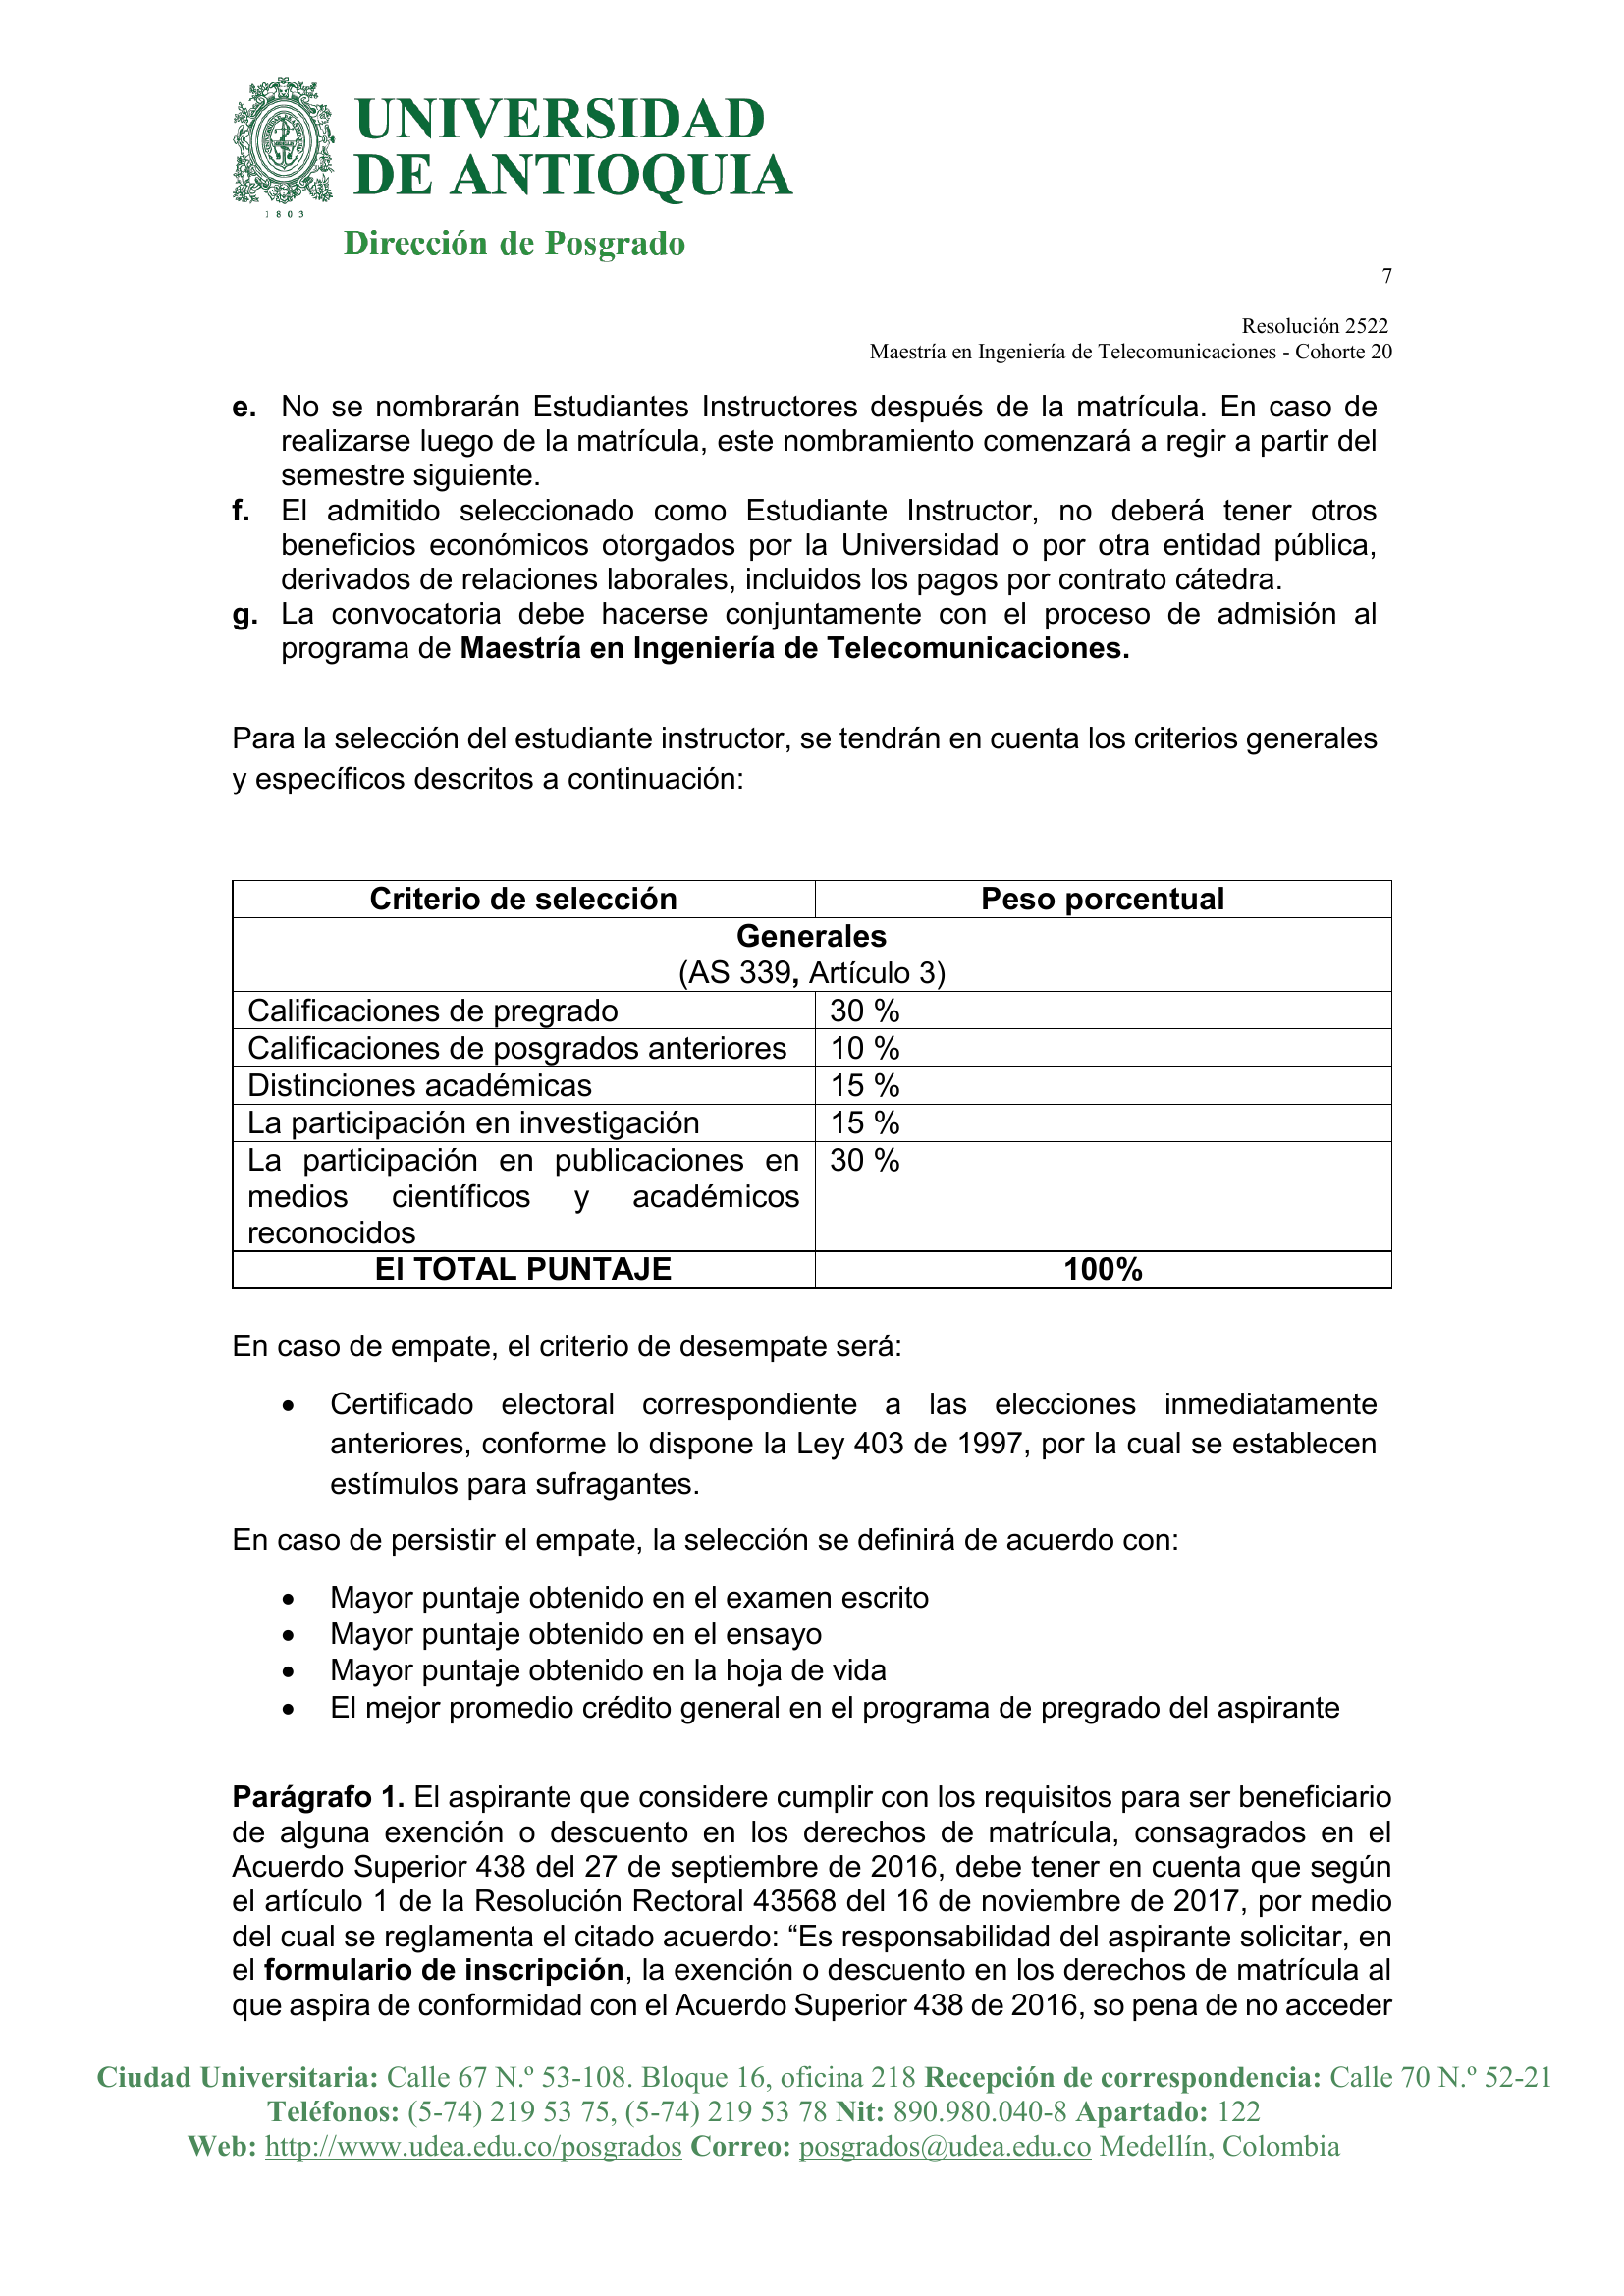 UNIVERSIDAD
DE ANTIOQUIA
1803
Dirección de Posgrado
7
Resolución 2522
Maestría en Ingeniería de Telecomunicaciones - Cohorte 20
e. No se nombrarán Estudiantes Instructores después de la matrícula. En caso de
realizarse luego de la matrícula, este nombramiento comenzará a regir a partir del
semestre siguiente.
f. El admitido seleccionado como Estudiante Instructor, no deberá tener otros
beneficios económicos otorgados por la Universidad o por otra entidad pública,
derivados de relaciones laborales, incluidos los pagos por contrato cátedra.
g. La convocatoria debe hacerse conjuntamente con el proceso de admisión al
programa de Maestría en Ingeniería de Telecomunicaciones.
Para la selección del estudiante instructor, se tendrán en cuenta los criterios generales
y específicos descritos a continuación:
Criterio de selección Peso porcentual
Generales
(AS 339, Artículo 3)
Calificaciones de pregrado 30 %
Calificaciones de posgrados anteriores 10 %
Distinciones académicas 15 %
La participación en investigación 15 %
La participación en publicaciones en 30 %
medios científicos y académicos
reconocidos
El TOTAL PUNTAJE 100%
En caso de empate, el criterio de desempate será:
• Certificado electoral correspondiente a las elecciones inmediatamente
anteriores, conforme lo dispone la Ley 403 de 1997, por la cual se establecen
estímulos para sufragantes.
En caso de persistir el empate, la selección se definirá de acuerdo con:
• Mayor puntaje obtenido en el examen escrito
• Mayor puntaje obtenido en el ensayo
• Mayor puntaje obtenido en la hoja de vida
• El mejor promedio crédito general en el programa de pregrado del aspirante
Parágrafo 1. El aspirante que considere cumplir con los requisitos para ser beneficiario
de alguna exención o descuento en los derechos de matrícula, consagrados en el
Acuerdo Superior 438 del 27 de septiembre de 2016, debe tener en cuenta que según
el artículo 1 de la Resolución Rectoral 43568 del 16 de noviembre de 2017, por medio
del cual se reglamenta el citado acuerdo: “Es responsabilidad del aspirante solicitar, en
el formulario de inscripción, la exención o descuento en los derechos de matrícula al
que aspira de conformidad con el Acuerdo Superior 438 de 2016, so pena de no acceder
Ciudad Universitaria: Calle 67 N.º 53-108. Bloque 16, oficina 218 Recepción de correspondencia: Calle 70 N.º 52-21
Teléfonos: (5-74) 219 53 75, (5-74) 219 53 78 Nit: 890.980.040-8 Apartado: 122
Web: http://www.udea.edu.co/posgrados Correo: posgrados@udea.edu.co Medellín, Colombia